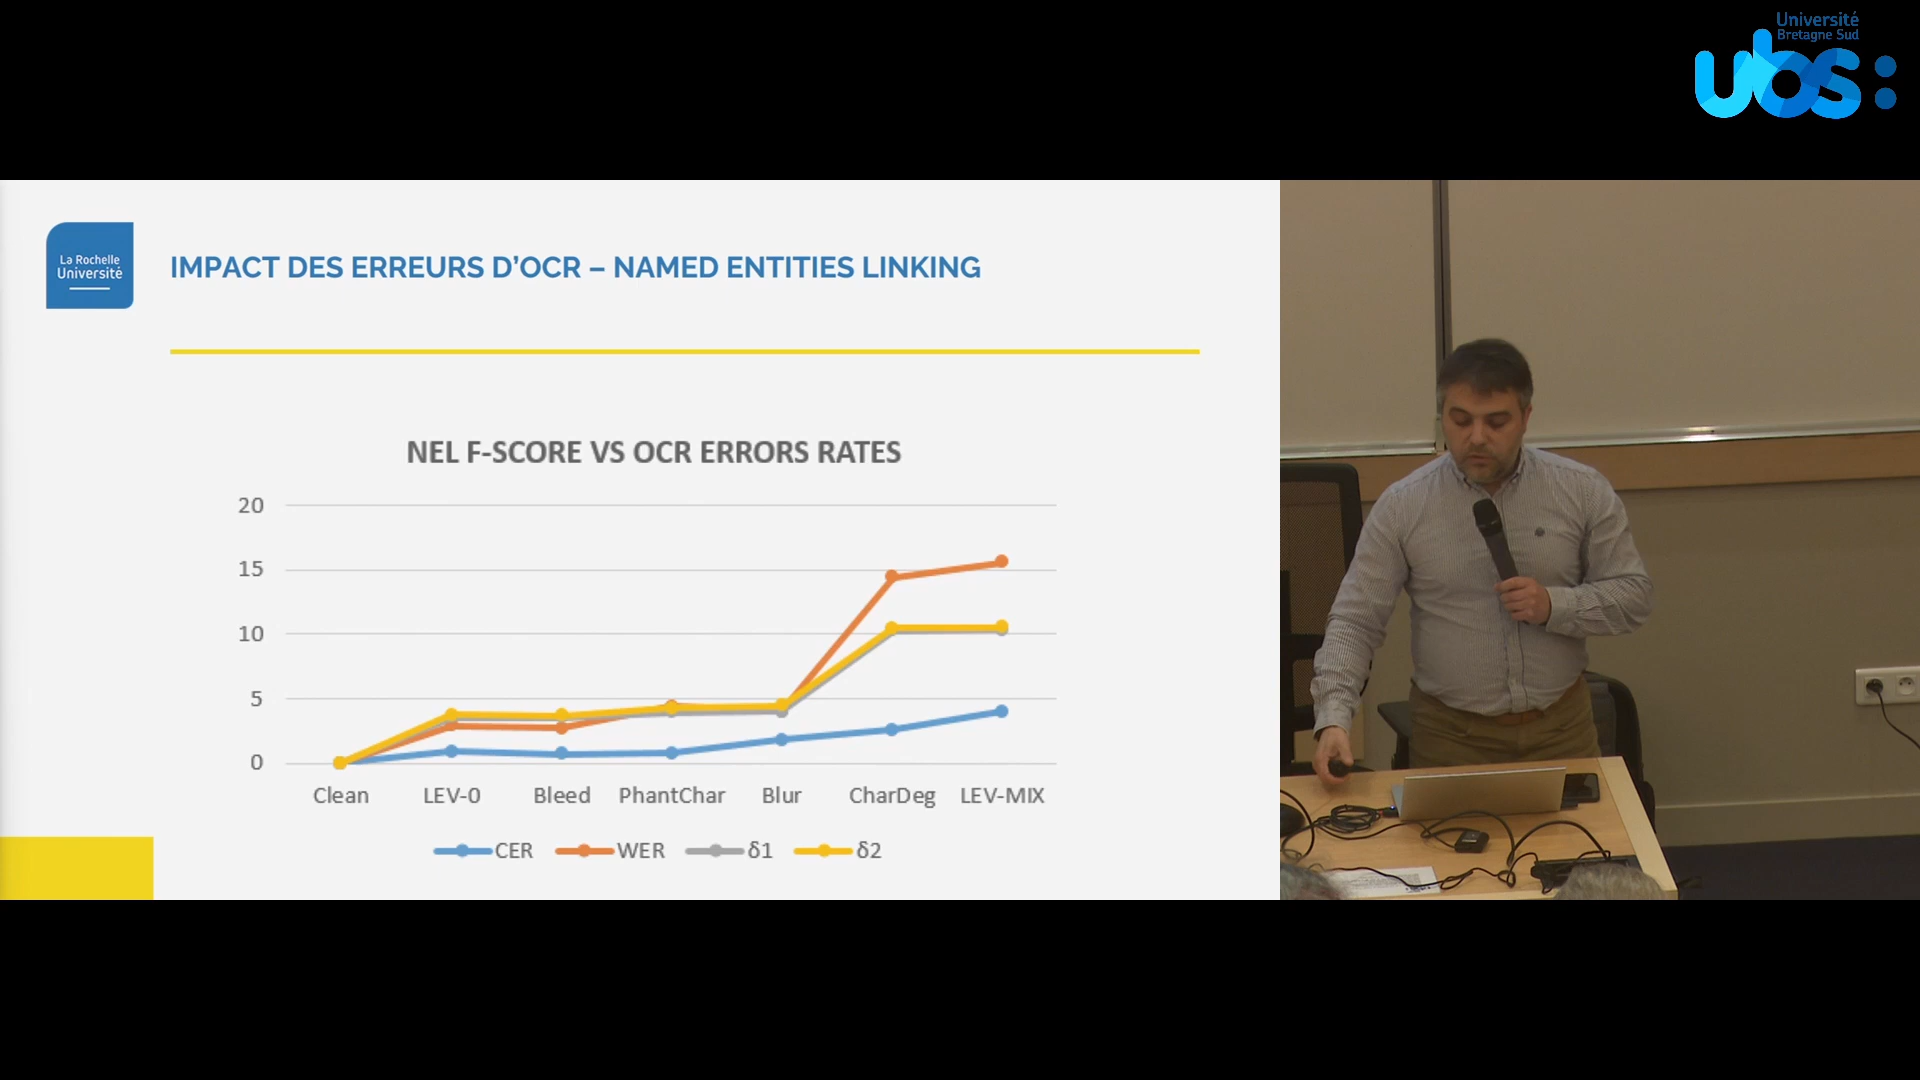 Université
Bretagne Sud
ubs:
La Rochelle
Université
IMPACT DES ERREURS D'OCR – NAMED ENTITIES LINKING
NEL F-SCORE VS OCR ERRORS RATES
20
15
10
5
0
Clean LEV-0 Bleed PhantChar Blur CharDeg LEV-MIX
CER WER δ1 δ2